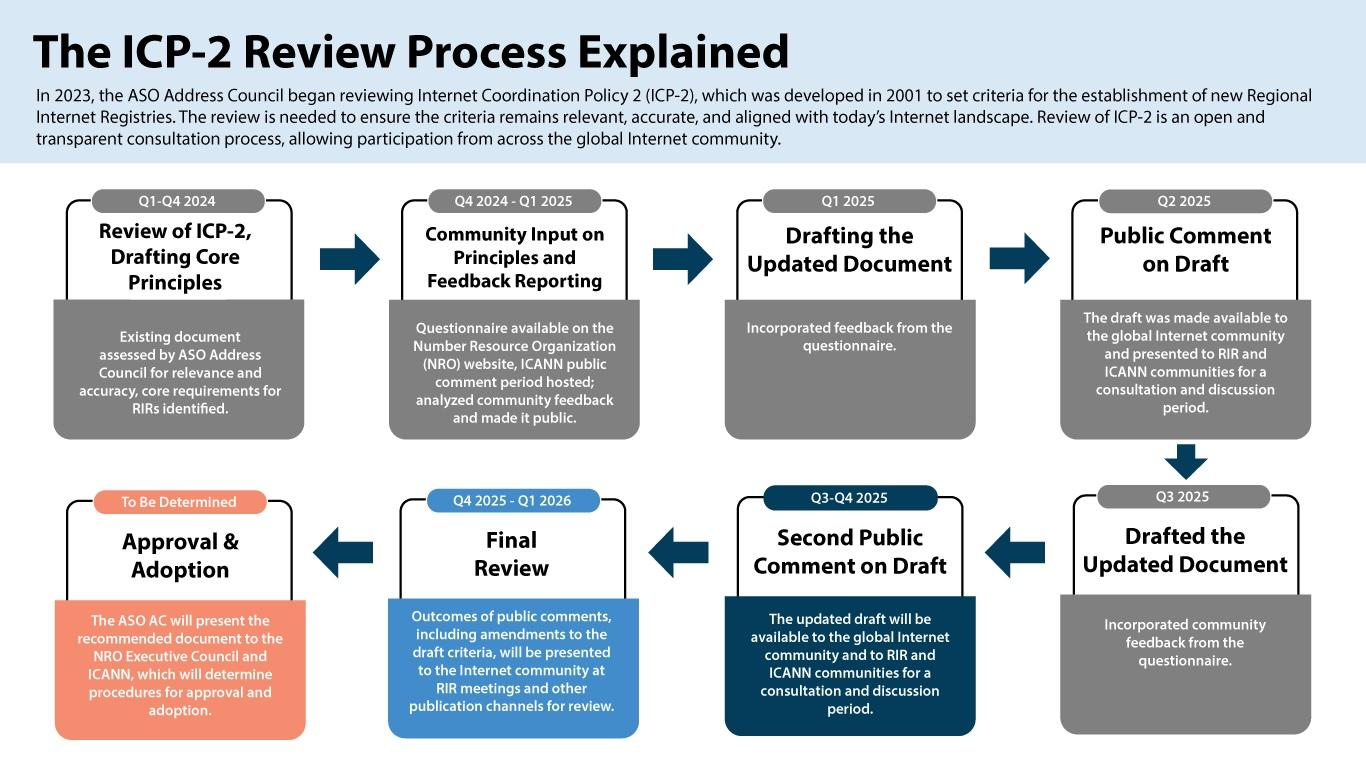 The ICP-2 Review Process Explained
In 2023, the ASO Address Council began reviewing Internet Coordination Policy 2 (ICP-2), which was developed in 2001 to set criteria for the establishment of new Regional
Internet Registries. The review is needed to ensure the criteria remains relevant, accurate, and aligned with today's Internet landscape. Review of ICP-2 is an open and
transparent consultation process, allowing participation from across the global Internet community.
Q1-Q4 2024
Review of ICP-2,
Drafting Core
Principles
Existing document
assessed by ASO Address
Council for relevance and
accuracy, core requirements for
RIRs identified.
Q4 2024 - Q1 2025
Community Input on
Principles and
Feedback Reporting
Questionnaire available on the
Number Resource Organization
(NRO) website, ICANN public
comment period hosted;
analyzed community feedback
and made it public.
Q1 2025
Drafting the
Updated Document
Incorporated feedback from the
questionnaire.
Q2 2025
Public Comment
on Draft
The draft was made available to
the global Internet community
and presented to RIR and
ICANN communities for a
consultation and discussion
period.
Q3 2025
Drafted the
Updated Document
Incorporated community
feedback from the
questionnaire.
Q3-Q4 2025
Second Public
Comment on Draft
The updated draft will be
available to the global Internet
community and to RIR and
ICANN communities for a
consultation and discussion
period.
Q4 2025 - Q1 2026
Final
Review
Outcomes of public comments,
including amendments to the
draft criteria, will be presented
to the Internet community at
RIR meetings and other
publication channels for review.
To Be Determined
Approval &
Adoption
The ASO AC will present the
recommended document to the
NRO Executive Council and
ICANN, which will determine
procedures for approval and
adoption.